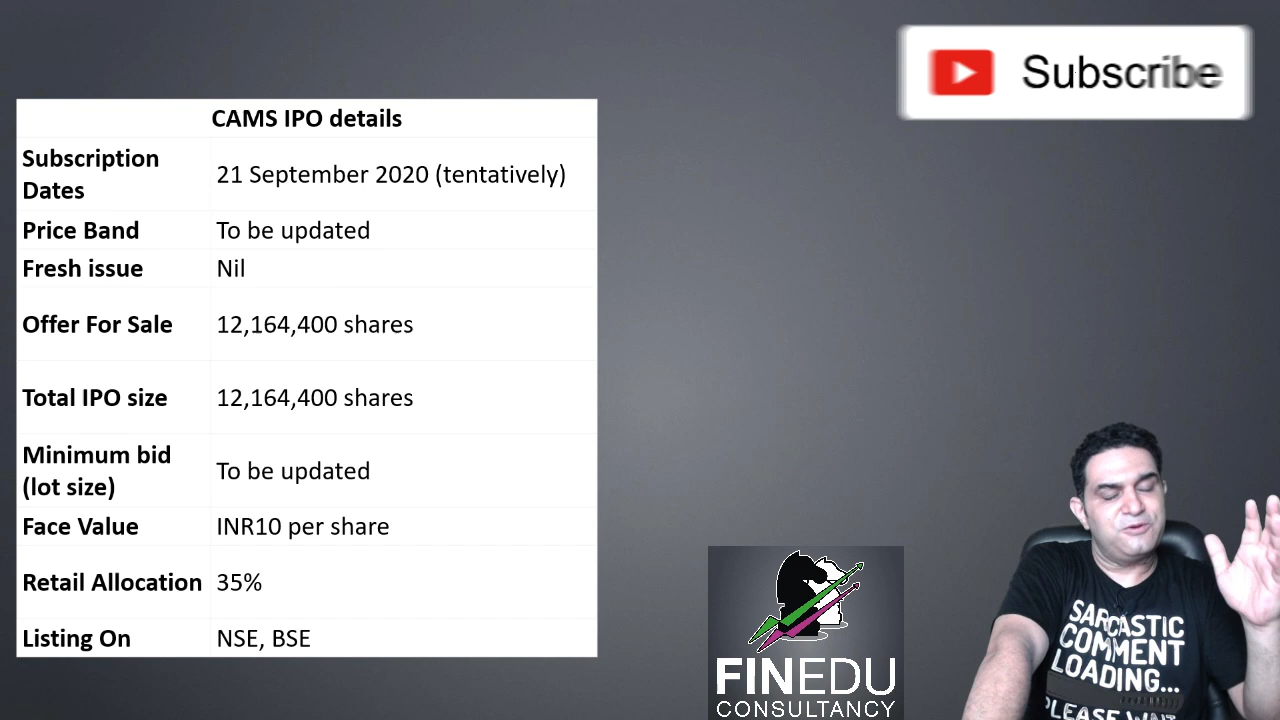 CAMS IPO details
Subscription
Dates
21 September 2020 (tentatively)
Price Band
To be updated
Fresh issue
Nil
Offer For Sale
12,164,400 shares
Total IPO size
12,164,400 shares
Minimum bid
(lot size)
To be updated
Face Value
INR10 per share
Retail Allocation
35%
Listing On
NSE, BSE
Subscribe
FINEDU
CONSULTANCY
SARCASTIC
COMMENT
LOADING...
PLEASE WAIT